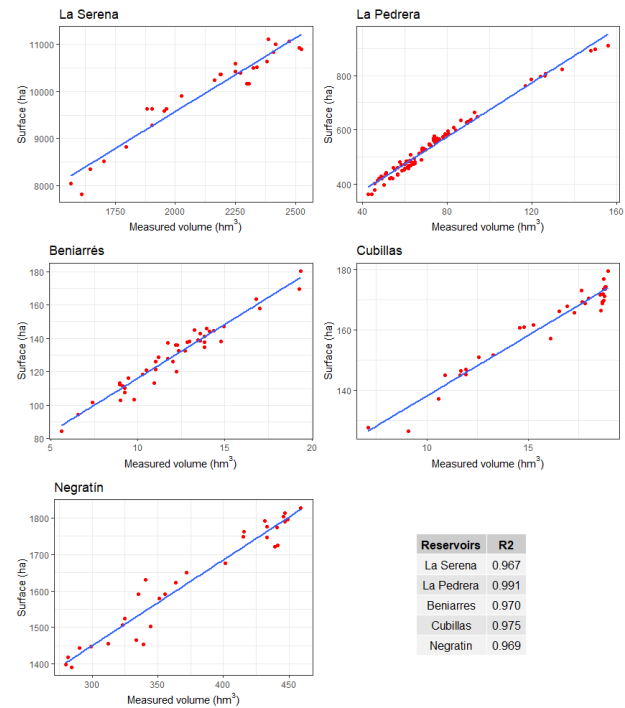 La Serena
11000
10000
9000
8000
Surface (ha)
1750
2000
2250
2500
Measured volume (hm³)
La Pedrera
800
600
400
Surface (ha)
40
80
120
160
Measured volume (hm³)
Beniarrés
180
160
140
120
100
80
Surface (ha)
5
10
15
20
Measured volume (hm³)
Cubillas
180
160
140
Surface (ha)
10
15
Measured volume (hm³)
Negratín
1800
1700
1600
1500
1400
Surface (ha)
300
350
400
450
Measured volume (hm³)
Reservoirs R2
La Serena 0.967
La Pedrera 0.991
Beniarres 0.970
Cubillas 0.975
Negratin 0.969